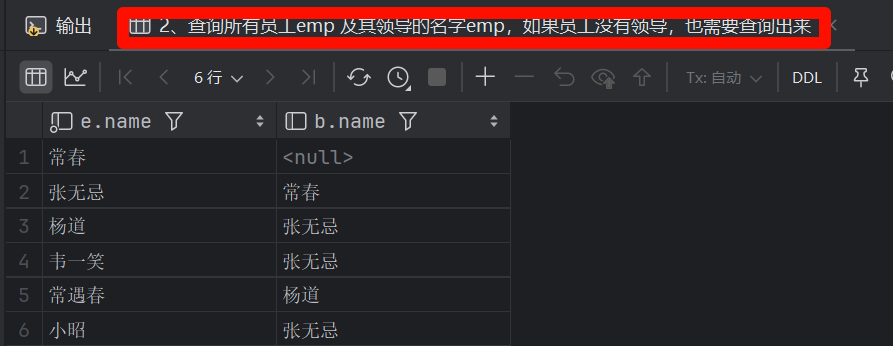 输出
2、查询所有员工emp 及其领导的名字emp，如果员工没有领导，也需要查询出来
6 行
Tx: 自动
DDL
e.name b.name
1 常春 <null>
2 张无忌 常春
3 杨道 张无忌
4 韦一笑 张无忌
5 常遇春 杨道
6 小昭 张无忌